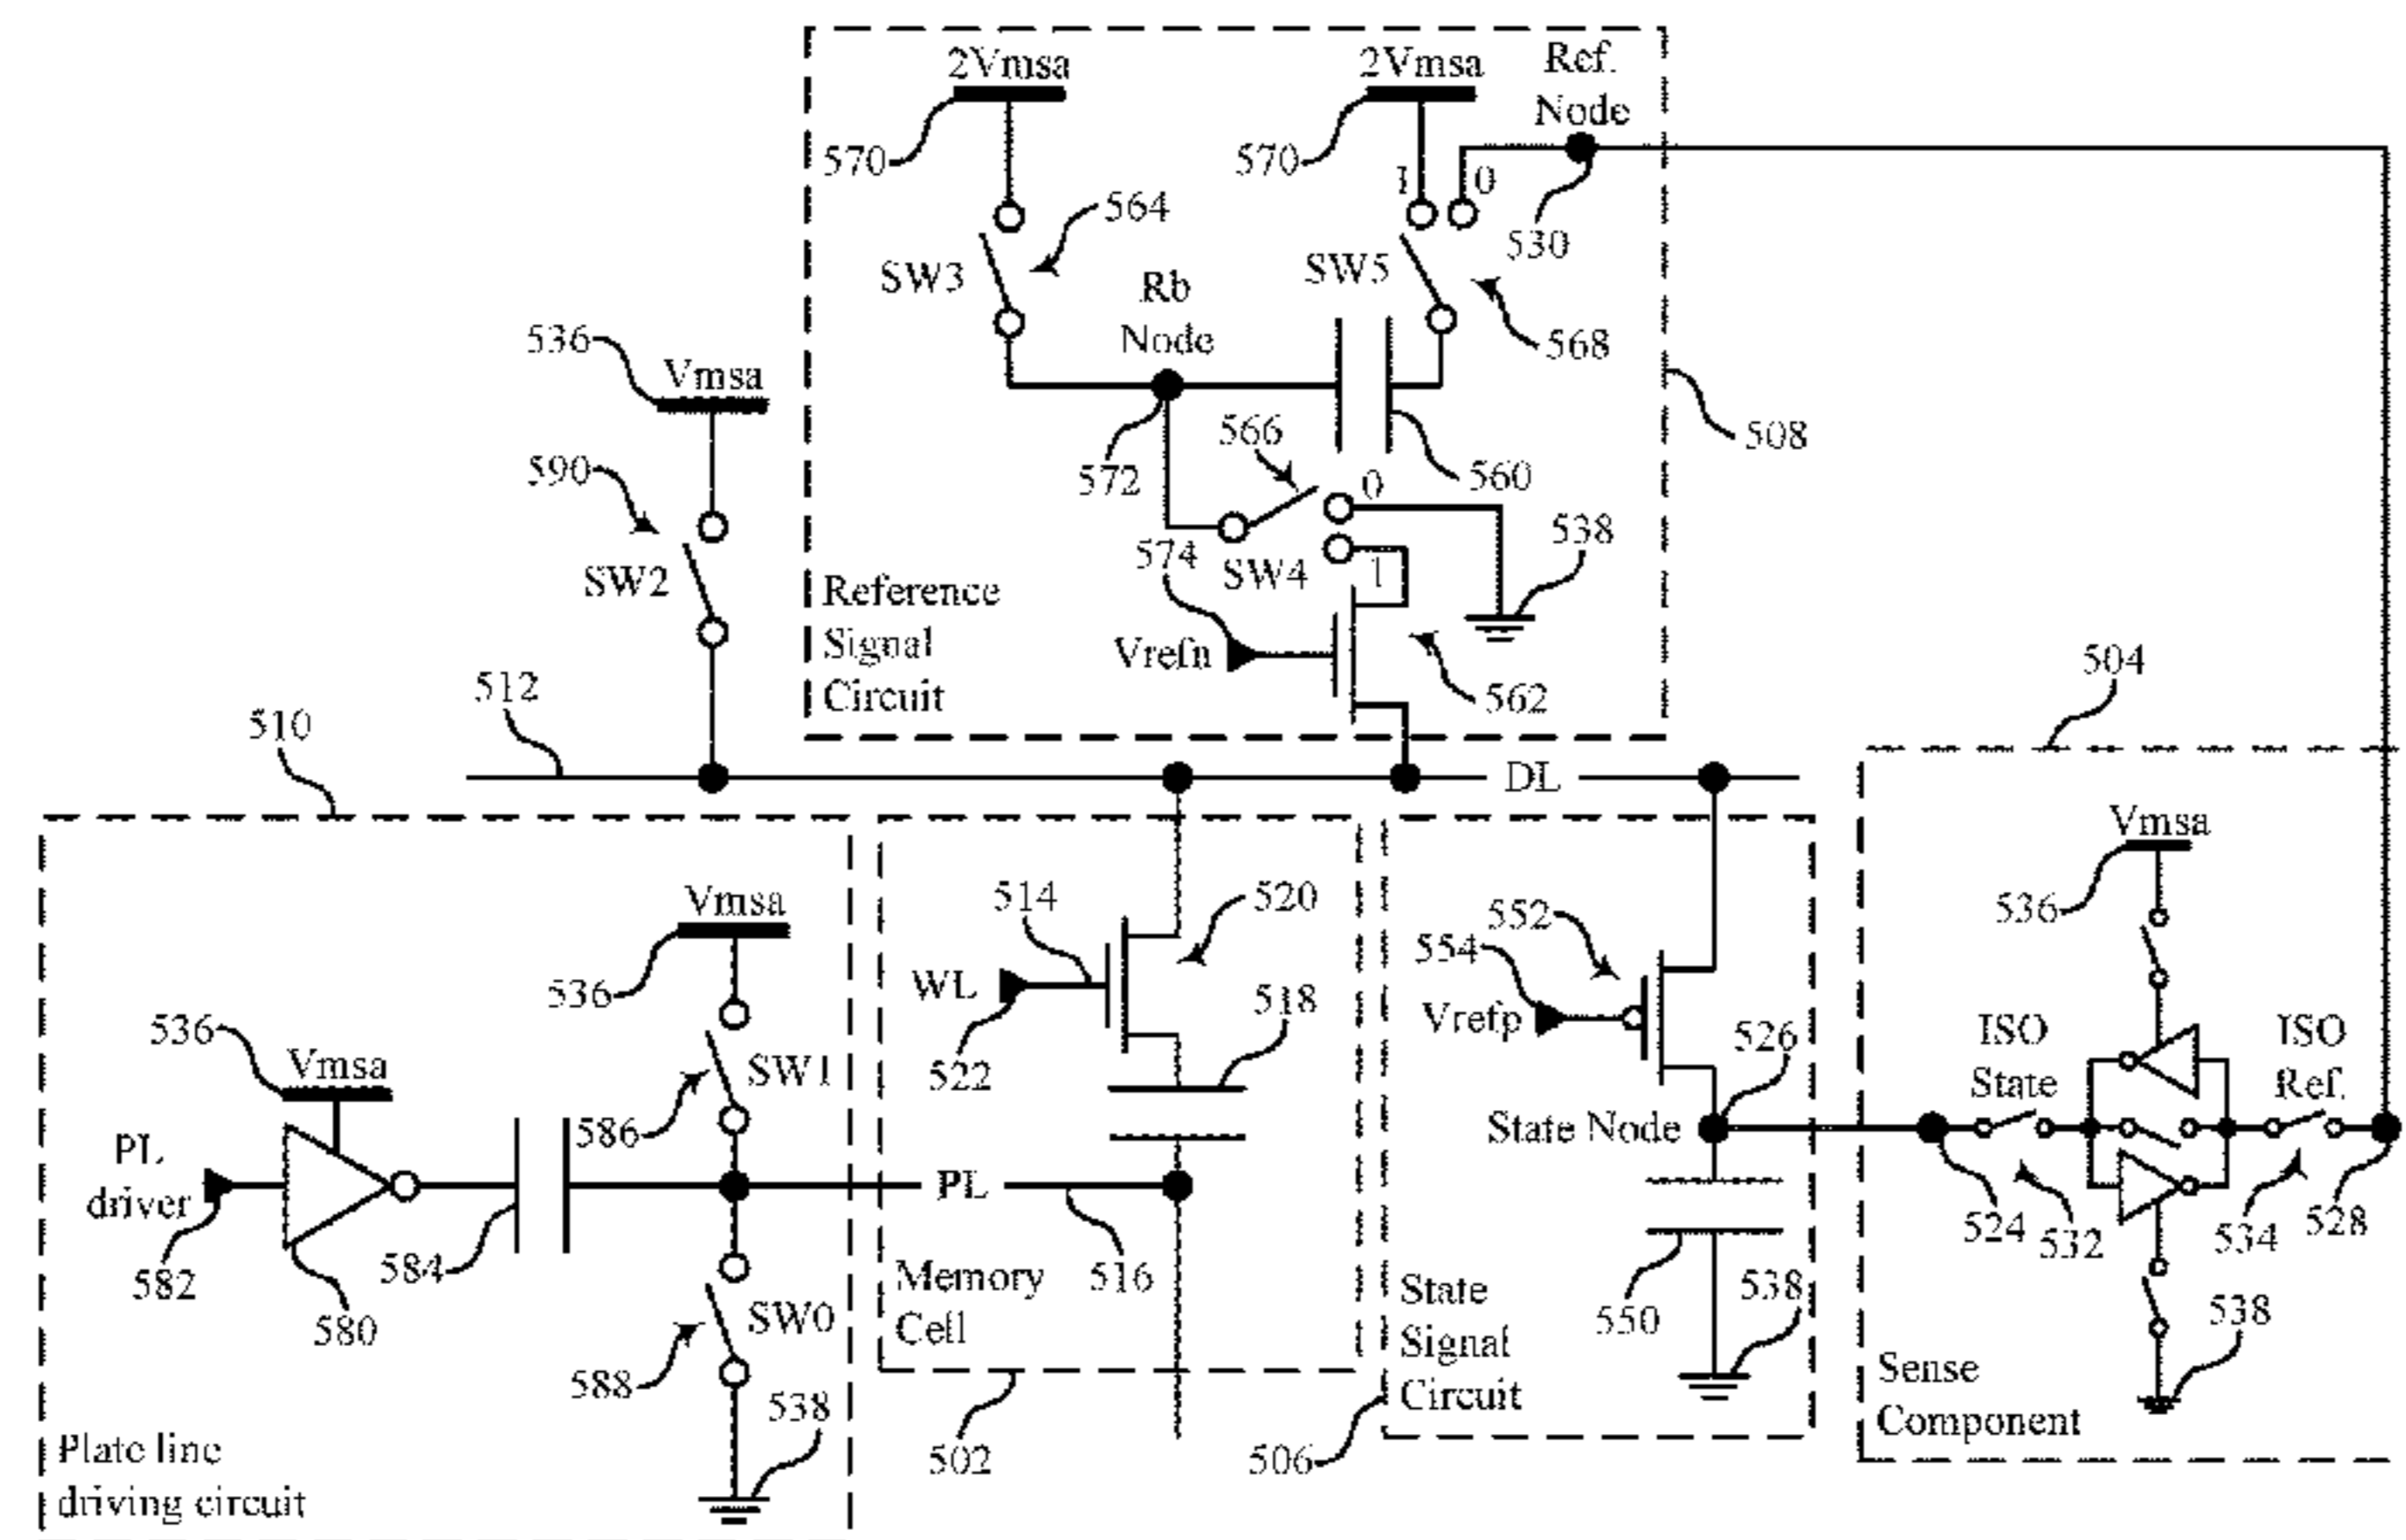 2Vmsa
2Vmsa
Ref.
Node
570
570
1
0
564
530
SW3
SW5
Rb
Node
568
536
Vmsa
566
508
590
572
0
560
574
SW4
1
538
SW2
Reference
Signal
Circuit
Vrefn
562
504
512
510
DL
Vmsa
Vmsa
514
520
552
536
554
536
WL
518
Vrefp
536
Vmsa
522
SW1
526
ISO
State
ISO
Ref.
PL
driver
586
State Node
PL
582
584
524
532
534
528
Memory
Cell
516
580
SW0
State
Signal
Circuit
550
538
538
588
538
Sense
Component
Plate line
driving circuit
502
506